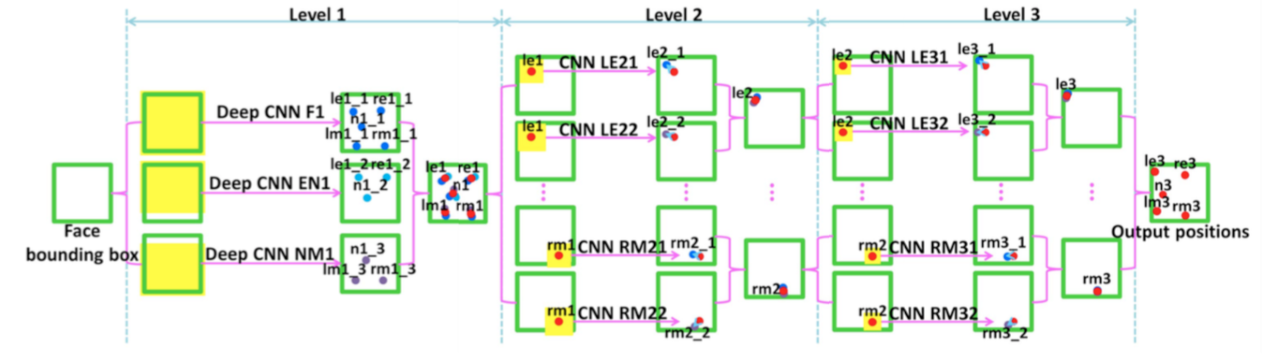 Level 1
Level 2
Level 3
Face
bounding box
Deep CNN F1
Deep CNN EN1
Deep CNN NM1
le1_1 re1_1
n1_1
lm1_1 rm1_1
le1_2 re1_2
n1_2
n1_3
lm1_3 rm1_3
le1 re1
n1
lm1 rm1
le1
CNN LE21
le2_1
le1
CNN LE22
le2_2
le2
rm1
CNN RM21
rm2_1
rm1
CNN RM22
rm2_2
rm2
le2
CNN LE31
le3_1
le2
CNN LE32
le3_2
le3
rm2
CNN RM31
rm3_1
rm2
CNN RM32
rm3_2
rm3
le3 re3
n3
lm3 rm3
Output positions